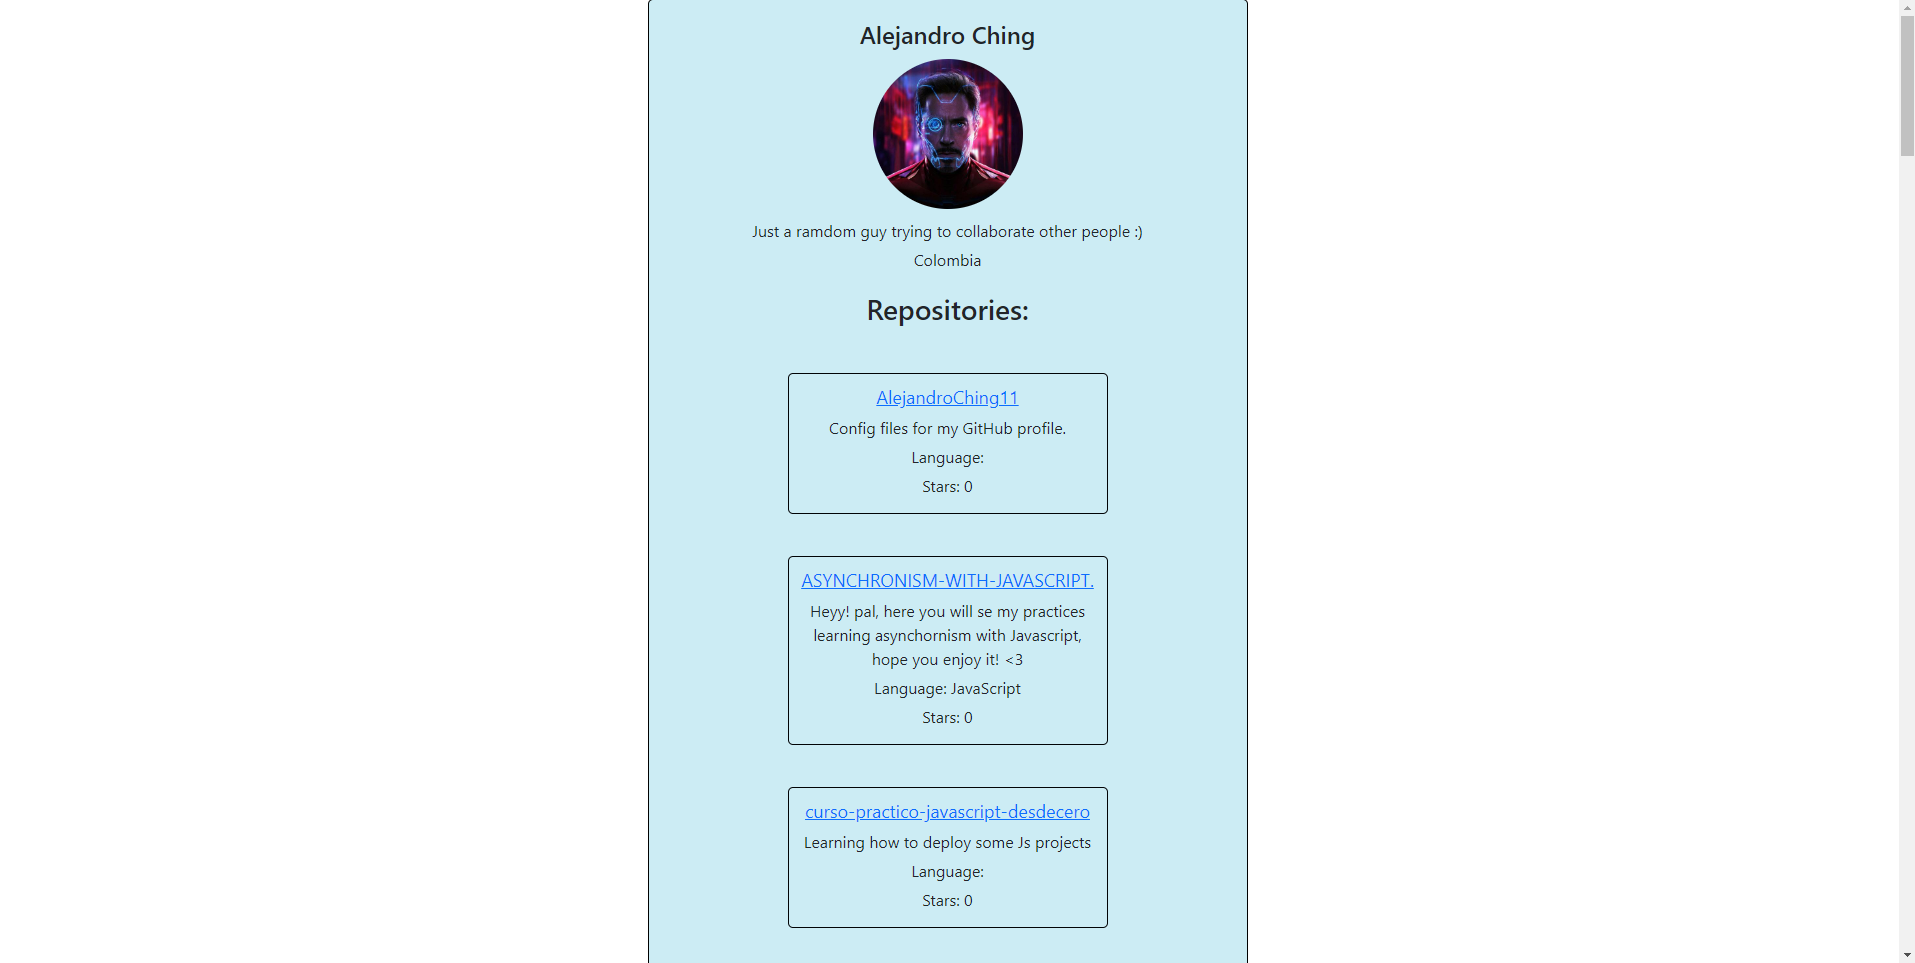 Alejandro Ching
Just a ramdom guy trying to collaborate other people :)
Colombia
Repositories:
AlejandroChing11
Config files for my GitHub profile.
Language:
Stars: 0
ASYNCHRONISM-WITH-JAVASCRIPT.
Heyy! pal, here you will se my practices
learning asynchornism with Javascript,
hope you enjoy it! <3
Language: JavaScript
Stars: 0
curso-practico-javascript-desdecero
Learning how to deploy some Js projects
Language:
Stars: 0